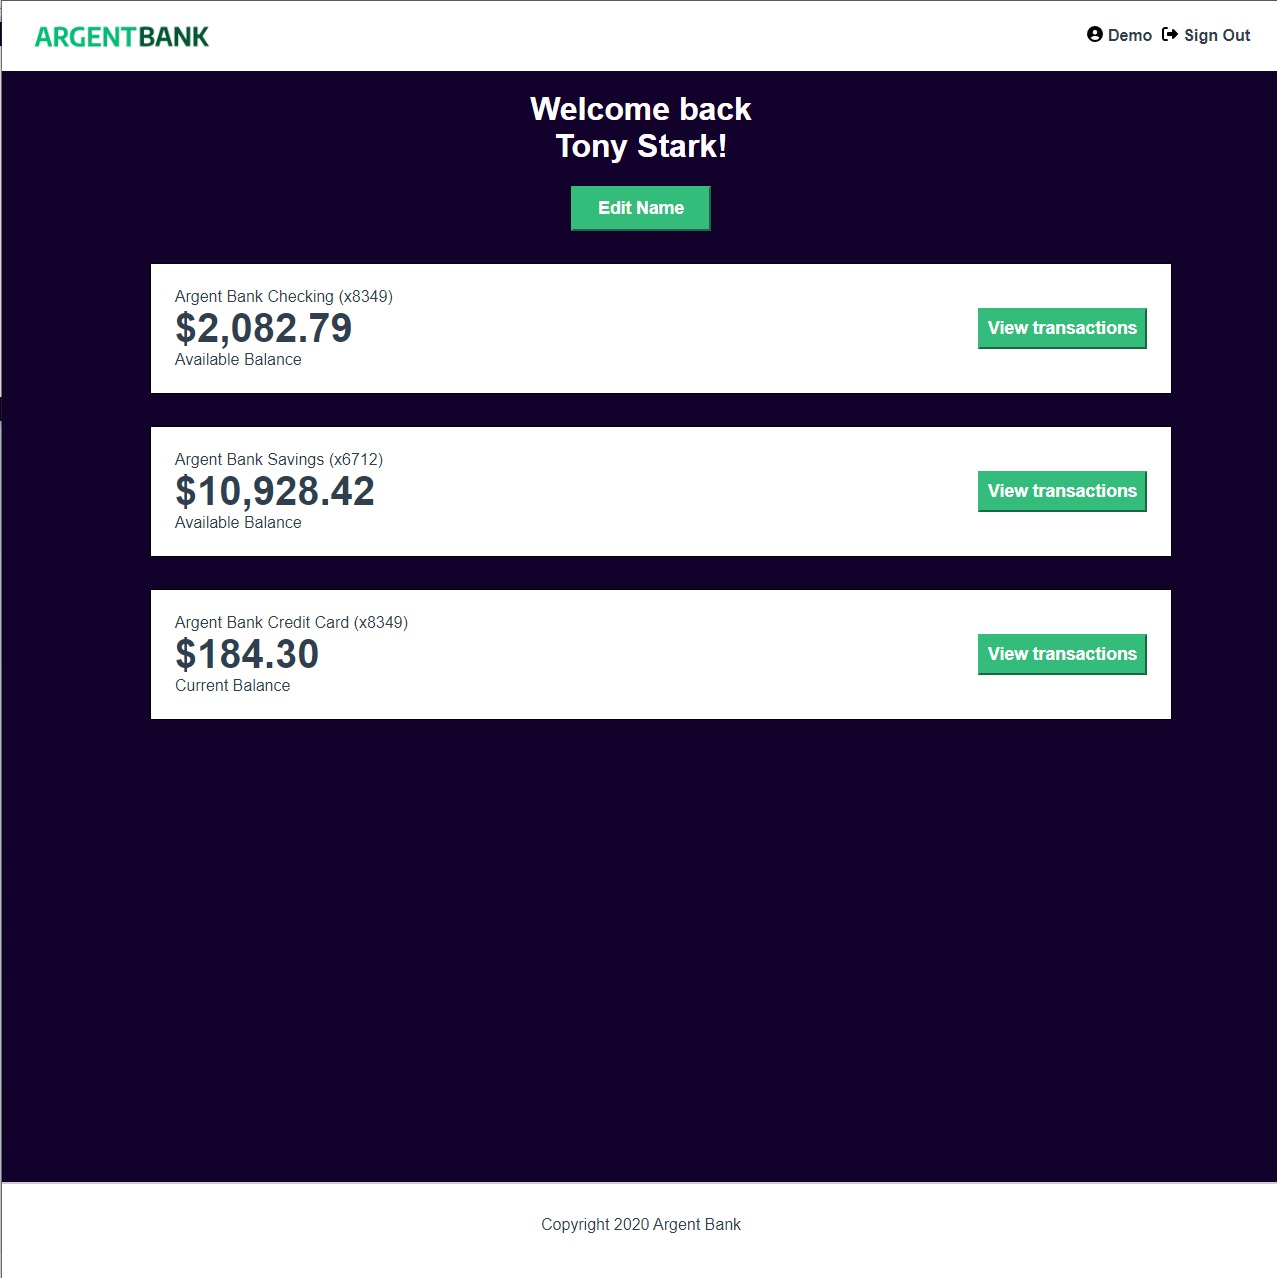 ARGENTBANK
Demo Sign Out
Welcome back
Tony Stark!
Edit Name
Argent Bank Checking (x8349)
$2,082.79
Available Balance
View transactions
Argent Bank Savings (x6712)
$10,928.42
Available Balance
View transactions
Argent Bank Credit Card (x8349)
$184.30
Current Balance
View transactions
Copyright 2020 Argent Bank